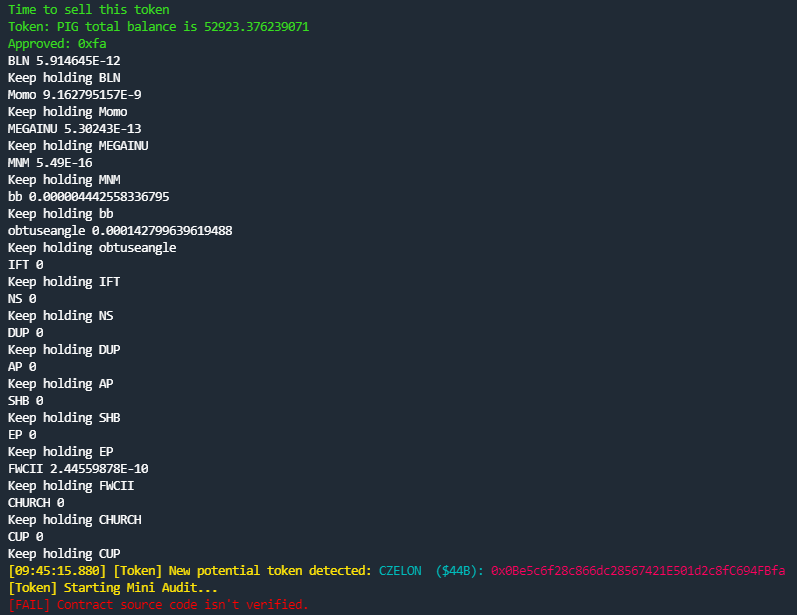 Time to sell this token
Token: PIG total balance is 52923.376239071
Approved: 0xfa
BLN 5.914645E-12
Keep holding BLN
Momo 9.162795157E-9
Keep holding Momo
MEGAINU 5.30243E-13
Keep holding MEGAINU
MNM 5.49E-16
Keep holding MNM
bb 0.000004442558336795
Keep holding bb
obtuseangle 0.000142799639619488
Keep holding obtuseangle
IFT 0
Keep holding IFT
NS 0
Keep holding NS
DUP 0
Keep holding DUP
AP 0
Keep holding AP
SHB 0
Keep holding SHB
EP 0
Keep holding EP
FWCII 2.44559878E-10
Keep holding FWCII
CHURCH 0
Keep holding CHURCH
CUP 0
Keep holding CUP
[09:45:15.880] [Token] New potential token detected: CZELON  ($44B): 0x0Be5c6f28c866dc28567421E501d2c8fC694FBfa
[Token] Starting Mini Audit...
[FAIL] Contract source code isn't verified.